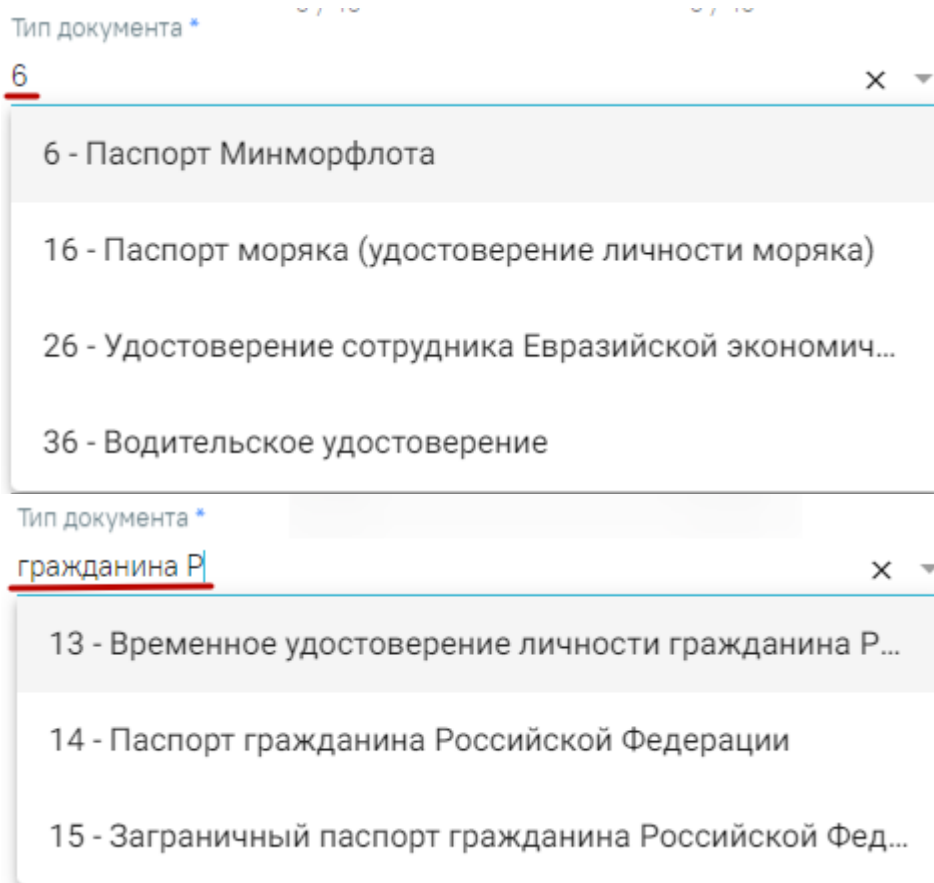 Тип документа *
6
6 - Паспорт Минморфлота
16 - Паспорт моряка (удостоверение личности моряка)
26 - Удостоверение сотрудника Евразийской экономич...
36 - Водительское удостоверение
Тип документа *
гражданина Р
13 - Временное удостоверение личности гражданина Р...
14 - Паспорт гражданина Российской Федерации
15 - Заграничный паспорт гражданина Российской Фед...